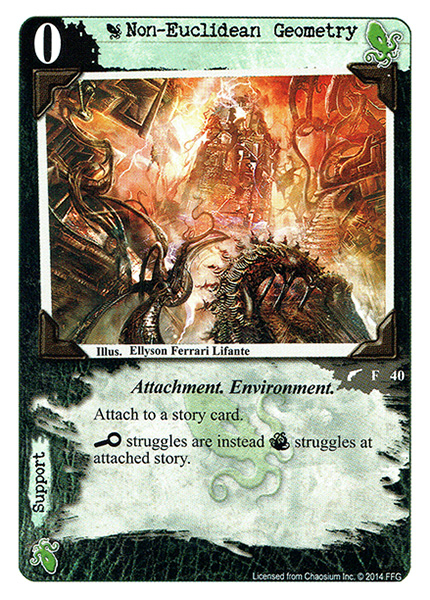 0
Non-Euclidean Geometry
Illus. Ellyson Ferrari Lifante
F 40
Attachment. Environment.
Attach to a story card.
struggles are instead struggles at
attached story.
Support
Licensed from Chaosium Inc. © 2014 FFG